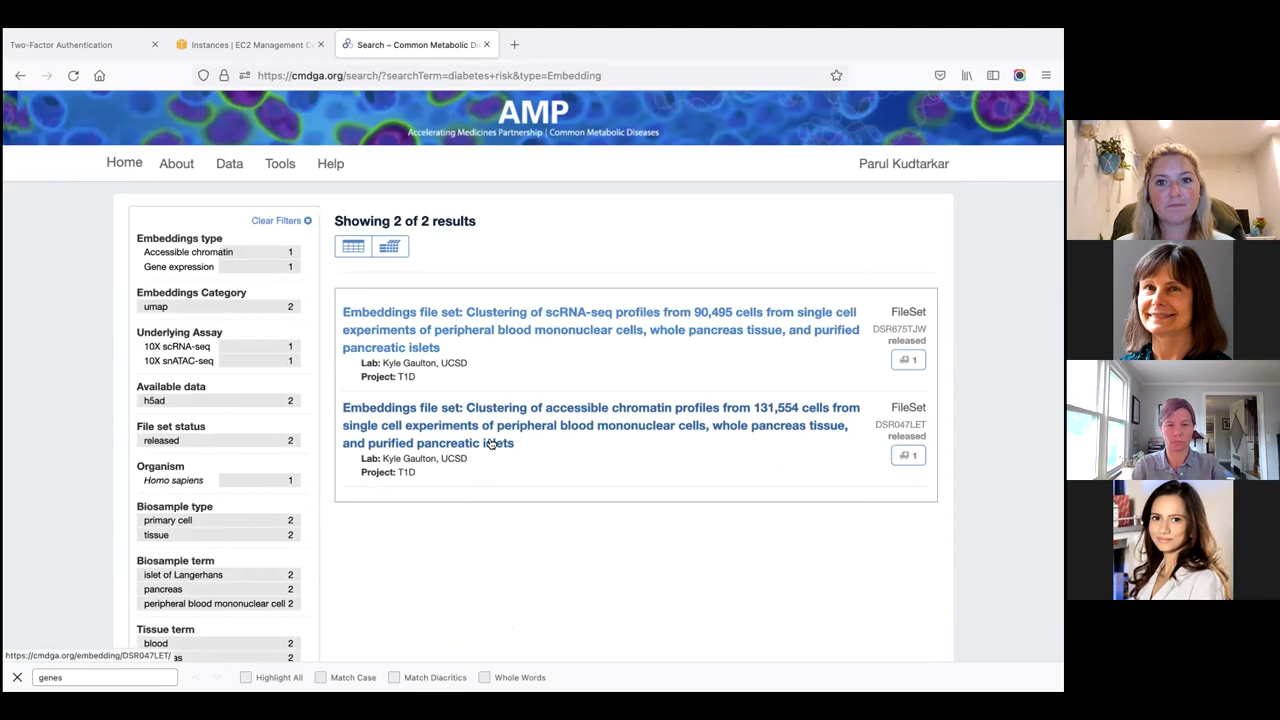 Two-Factor Authentication
Instances | EC2 Management C
Search – Common Metabolic Di
https://cmdga.org/search/?searchTerm=diabetes+risk&type=Embedding
AMP
Accelerating Medicines Partnership | Common Metabolic Diseases
Home About Data Tools Help Parul Kudtarkar
Clear Filters
Embeddings type
Accessible chromatin 1
Gene expression 1
Embeddings Category
umap 2
Underlying Assay
10X scRNA-seq 1
10X snATAC-seq 1
Available data
h5ad 2
File set status
released 2
Organism
Homo sapiens 1
Biosample type
primary cell 2
tissue 2
Biosample term
islet of Langerhans 2
pancreas 2
peripheral blood mononuclear cell 2
Tissue term
blood 2
as 2
Showing 2 of 2 results
Embeddings file set: Clustering of scRNA-seq profiles from 90,495 cells from single cell
experiments of peripheral blood mononuclear cells, whole pancreas tissue, and purified
pancreatic islets
Lab: Kyle Gaulton, UCSD
Project: T1D
FileSet
DSR675TJW
released
1
Embeddings file set: Clustering of accessible chromatin profiles from 131,554 cells from
single cell experiments of peripheral blood mononuclear cells, whole pancreas tissue,
and purified pancreatic islets
Lab: Kyle Gaulton, UCSD
Project: T1D
FileSet
DSR047LET
released
1
https://cmdga.org/embedding/DSR047LET/
genes
Highlight All Match Case Match Diacritics Whole Words